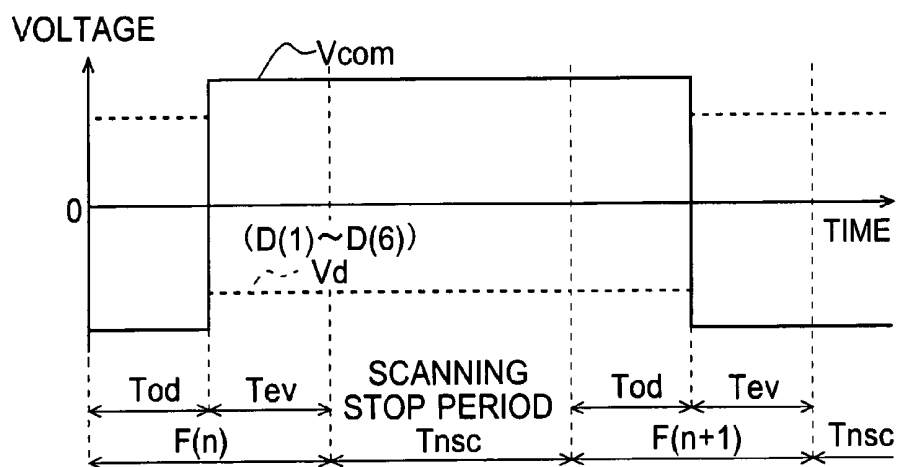 VOLTAGE
Vcom
0
TIME
(D(1)~D(6))
Vd
Tod
Tev
SCANNING
STOP PERIOD
Tod
Tev
F(n)
Tnsc
F(n+1)
Tnsc